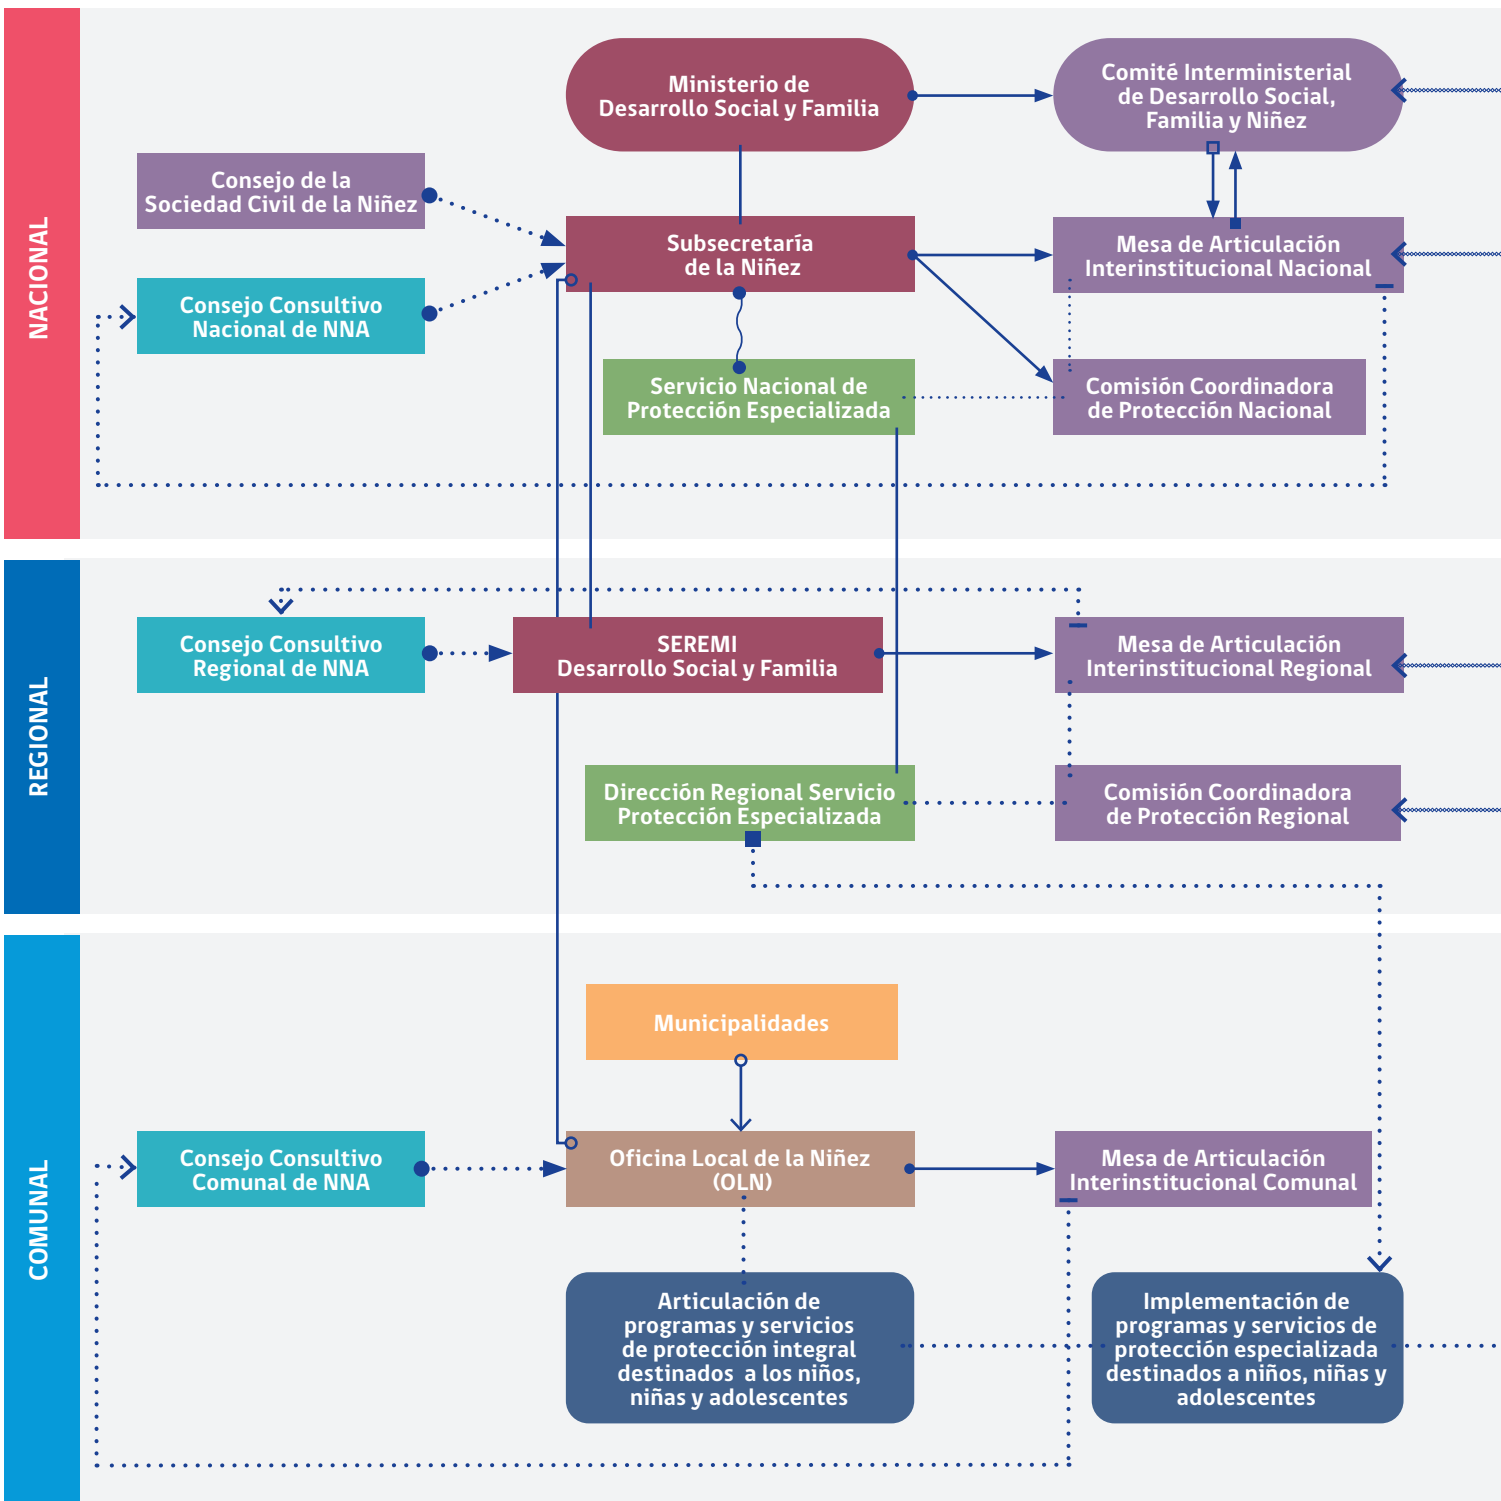 NACIONAL
Ministerio de
Desarrollo Social y Familia
Comité Interministerial
de Desarrollo Social,
Familia y Niñez
Consejo de la
Sociedad Civil de la Niñez
Subsecretaría
de la Niñez
Mesa de Articulación
Interinstitucional Nacional
Consejo Consultivo
Nacional de NNA
Servicio Nacional de
Protección Especializada
Comisión Coordinadora
de Protección Nacional
REGIONAL
Consejo Consultivo
Regional de NNA
SEREMI
Desarrollo Social y Familia
Mesa de Articulación
Interinstitucional Regional
Dirección Regional Servicio
Protección Especializada
Comisión Coordinadora
de Protección Regional
COMUNAL
Municipalidades
Consejo Consultivo
Comunal de NNA
Oficina Local de la Niñez
(OLN)
Mesa de Articulación
Interinstitucional Comunal
Articulación de
programas y servicios
de protección integral
destinados a los niños,
niñas y adolescentes
Implementación de
programas y servicios de
protección especializada
destinados a niños, niñas y
adolescentes